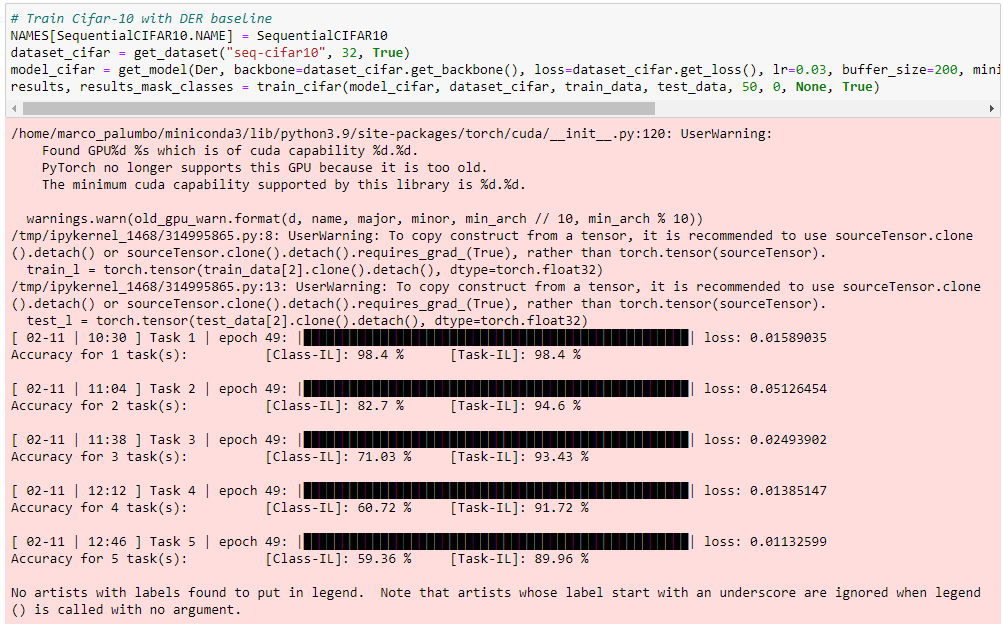 # Train Cifar-10 with DER baseline
NAMES[SequentialCIFAR10.NAME] = SequentialCIFAR10
dataset_cifar = get_dataset("seq-cifar10", 32, True)
model_cifar = get_model(Der, backbone=dataset_cifar.get_backbone(), loss=dataset_cifar.get_loss(), lr=0.03, buffer_size=200, mini
results, results_mask_classes = train_cifar(model_cifar, dataset_cifar, train_data, test_data, 50, 0, None, True)
/home/marco_palumbo/miniconda3/lib/python3.9/site-packages/torch/cuda/__init__.py:120: UserWarning:
    Found GPU%d %s which is of cuda capability %d.%d.
    PyTorch no longer supports this GPU because it is too old.
    The minimum cuda capability supported by this library is %d.%d.
  warnings.warn(old_gpu_warn.format(d, name, major, minor, min_arch // 10, min_arch % 10))
/tmp/ipykernel_1468/314995865.py:8: UserWarning: To copy construct from a tensor, it is recommended to use sourceTensor.clone
().detach() or sourceTensor.clone().detach().requires_grad_(True), rather than torch.tensor(sourceTensor).
  train_l = torch.tensor(train_data[2].clone().detach(), dtype=torch.float32)
/tmp/ipykernel_1468/314995865.py:13: UserWarning: To copy construct from a tensor, it is recommended to use sourceTensor.clone
().detach() or sourceTensor.clone().detach().requires_grad_(True), rather than torch.tensor(sourceTensor).
  test_l = torch.tensor(test_data[2].clone().detach(), dtype=torch.float32)
[ 02-11 | 10:30 ] Task 1 | epoch 49: || loss: 0.01589035
Accuracy for 1 task(s):          [Class-IL]: 98.4 %      [Task-IL]: 98.4 %
[ 02-11 | 11:04 ] Task 2 | epoch 49: || loss: 0.05126454
Accuracy for 2 task(s):          [Class-IL]: 82.7 %      [Task-IL]: 94.6 %
[ 02-11 | 11:38 ] Task 3 | epoch 49: || loss: 0.02493902
Accuracy for 3 task(s):          [Class-IL]: 71.03 %     [Task-IL]: 93.43 %
[ 02-11 | 12:12 ] Task 4 | epoch 49: || loss: 0.01385147
Accuracy for 4 task(s):          [Class-IL]: 60.72 %     [Task-IL]: 91.72 %
[ 02-11 | 12:46 ] Task 5 | epoch 49: || loss: 0.01132599
Accuracy for 5 task(s):          [Class-IL]: 59.36 %     [Task-IL]: 89.96 %
No artists with labels found to put in legend.  Note that artists whose label start with an underscore are ignored when legend
() is called with no argument.